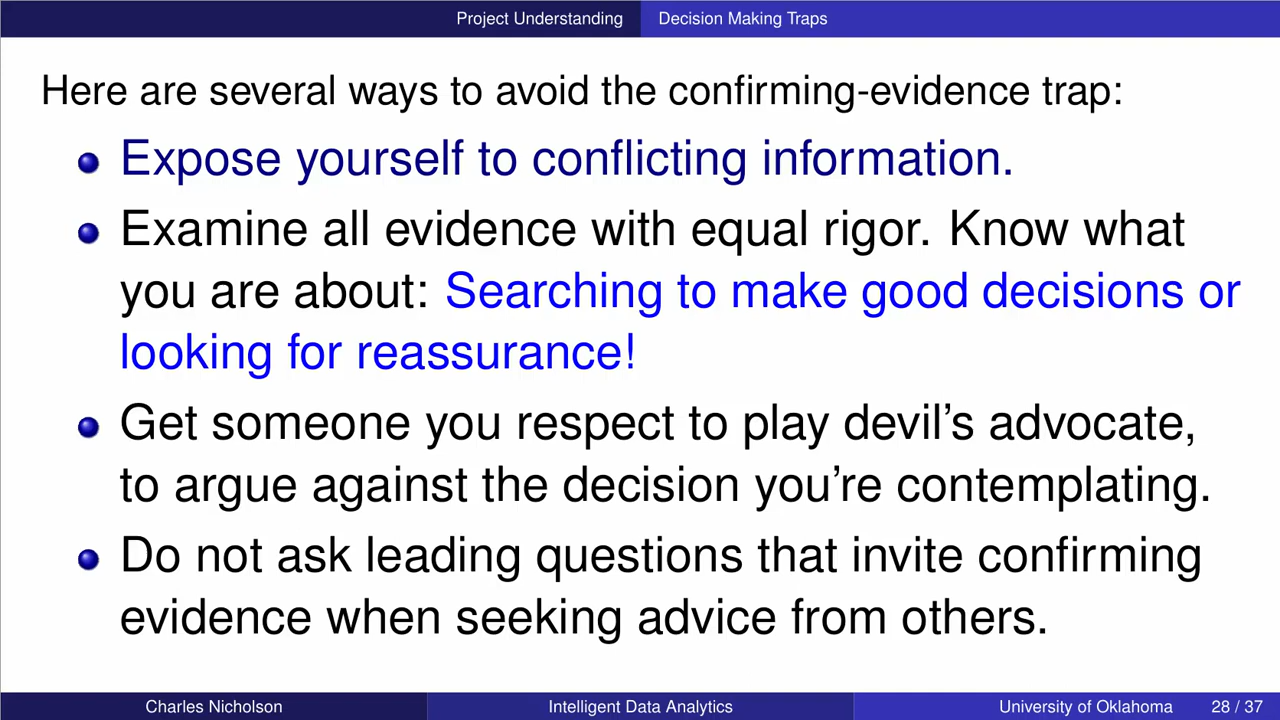 Project Understanding Decision Making Traps
Here are several ways to avoid the confirming-evidence trap:
Expose yourself to conflicting information.
Examine all evidence with equal rigor. Know what
you are about: Searching to make good decisions or
looking for reassurance!
Get someone you respect to play devil's advocate,
to argue against the decision you're contemplating.
Do not ask leading questions that invite confirming
evidence when seeking advice from others.
Charles Nicholson Intelligent Data Analytics University of Oklahoma 28 / 37